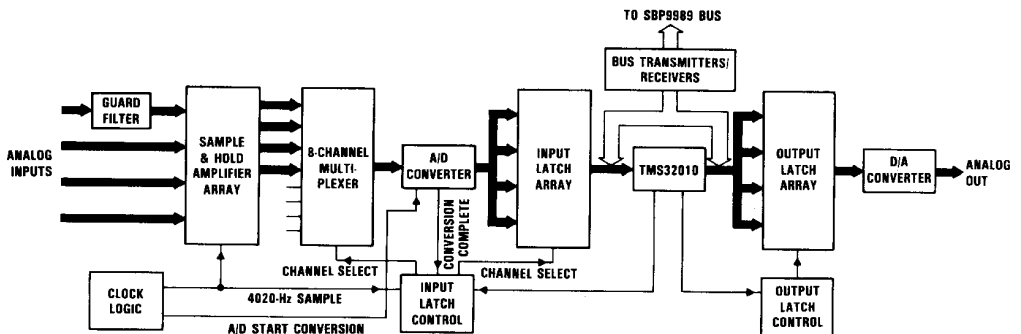 TO SBP9989 BUS
BUS TRANSMITTERS/
RECEIVERS
GUARD
FILTER
ANALOG
INPUTS
SAMPLE
& HOLD
AMPLIFIER
ARRAY
8-CHANNEL
MULTI-
PLEXER
A/D
CONVERTER
INPUT
LATCH
ARRAY
TMS32010
OUTPUT
LATCH
ARRAY
D/A
CONVERTER
ANALOG
OUT
CONVERSION
COMPLETE
CHANNEL SELECT
CHANNEL SELECT
CLOCK
LOGIC
4020-Hz SAMPLE
A/D START CONVERSION
INPUT
LATCH
CONTROL
OUTPUT
LATCH
CONTROL